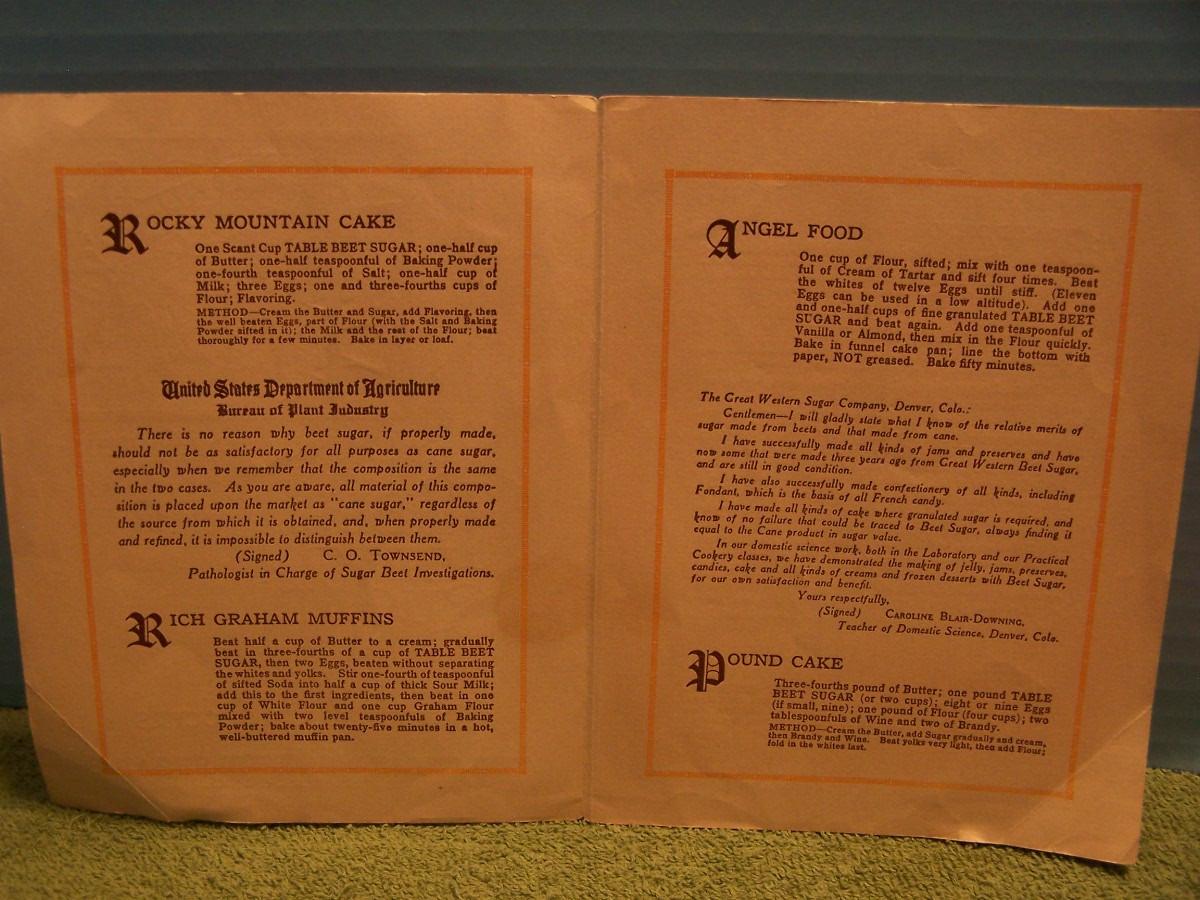 ROCKY MOUNTAIN CAKE
One Scant Cup TABLE BEET SUGAR; one-half cup
of Butter; one-half teaspoonful of Baking Powder;
one-fourth teaspoonful of Salt; one-half cup of
Milk; three Eggs; one and three-fourths cups of
Flour; Flavoring.
METHOD—Cream the Butter and Sugar, add Flavoring, then
the well beaten Eggs, part of Flour (with the Salt and Baking
Powder sifted in it); the Milk and the rest of the Flour; beat
thoroughly for a few minutes. Bake in layer or loaf.
United States Department of Agriculture
Bureau of Plant Industry
There is no reason why beet sugar, if properly made,
should not be as satisfactory for all purposes as cane sugar,
especially when we remember that the composition is the same
in the two cases. As you are aware, all material of this compo-
sition is placed upon the market as "cane sugar," regardless of
the source from which it is obtained, and, when properly made
and refined, it is impossible to distinguish between them.
(Signed) C. O. TOWNSEND,
Pathologist in Charge of Sugar Beet Investigations.
RICH GRAHAM MUFFINS
Beat half a cup of Butter to a cream; gradually
beat in three-fourths of a cup of TABLE BEET
SUGAR, then two Eggs, beaten without separating
the whites and yolks. Stir one-fourth of teaspoonful
of sifted Soda into half a cup of thick Sour Milk;
add this to the first ingredients, then beat in one
cup of White Flour and one cup Graham Flour
mixed with two level teaspoonfuls of Baking
Powder; bake about twenty-five minutes in a hot,
well-buttered muffin pan.
ANGEL FOOD
One cup of Flour, sifted; mix with one teaspoon-
ful of Cream of Tartar and sift four times. Beat
the whites of twelve Eggs until stiff. (Eleven
Eggs can be used in a low altitude). Add one
and one-half cups of fine granulated TABLE BEET
SUGAR and beat again. Add one teaspoonful of
Vanilla or Almond, then mix in the Flour quickly.
Bake in funnel cake pan; line the bottom with
paper, NOT greased. Bake fifty minutes.
The Great Western Sugar Company, Denver, Colo.:
Gentlemen—I will gladly state what I know of the relative merits of
sugar made from beets and that made from cane.
I have successfully made all kinds of jams and preserves and have
now some that were made three years ago from Great Western Beet Sugar,
and are still in good condition.
I have also successfully made confectionery of all kinds, including
Fondant, which is the basis of all French candy.
I have made all kinds of cake where granulated sugar is required, and
know of no failure that could be traced to Beet Sugar, always finding it
equal to the Cane product in sugar value.
In our domestic science work, both in the Laboratory and our Practical
Cookery classes, we have demonstrated the making of jelly, jams, preserves,
candies, cake and all kinds of creams and frozen desserts with Beet Sugar,
for our own satisfaction and benefit.
Yours respectfully,
(Signed) CAROLINE BLAIR-DOWNING,
Teacher of Domestic Science, Denver, Colo.
POUND CAKE
Three-fourths pound of Butter; one pound TABLE
BEET SUGAR (or two cups); eight or nine Eggs
(if small, nine); one pound of Flour (four cups); two
tablespoonfuls of Wine and two of Brandy.
METHOD—Cream the Butter, add Sugar gradually and cream,
then Brandy and Wine. Beat yolks very light, then add Flour;
fold in the whites last.